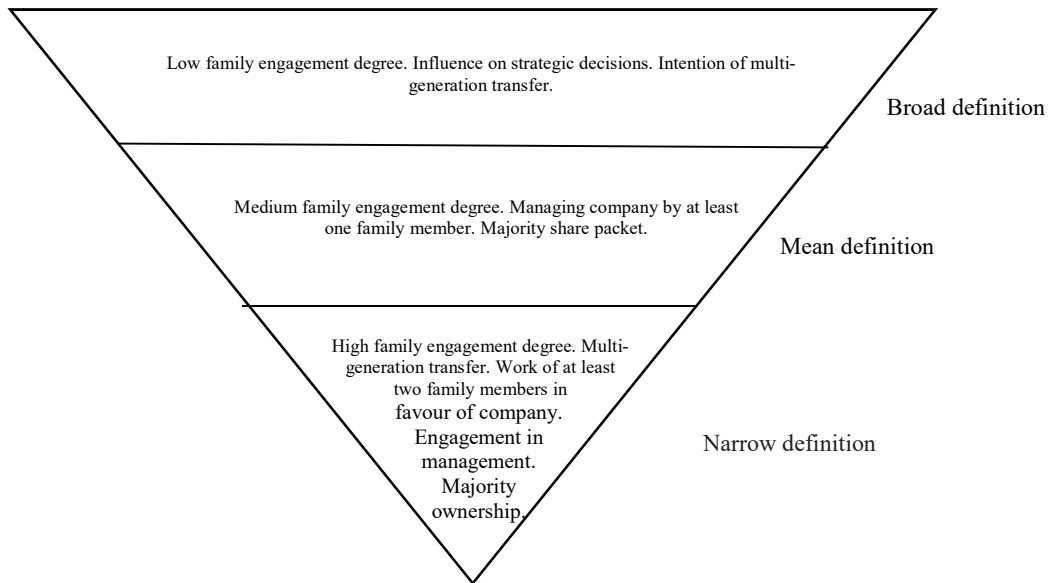 Low family engagement degree. Influence on strategic decisions. Intention of multi-
generation transfer.
Broad definition
Medium family engagement degree. Managing company by at least
one family member. Majority share packet.
Mean definition
High family engagement degree. Multi-
generation transfer. Work of at least
two family members in
favour of company.
Engagement in
management.
Majority
ownership.
Narrow definition